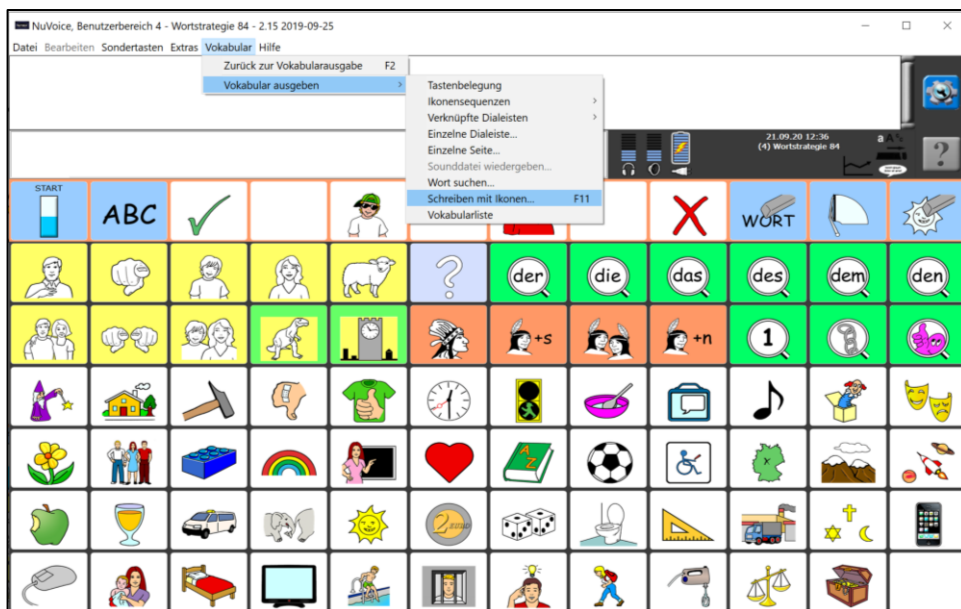 NuVoice, Benutzerbereich 4 - Wortstrategie 84 - 2.15 2019-09-25
Datei Bearbeiten Sondertasten Extras Vokabular Hilfe
Zurück zur Vokabularausgabe F2
Vokabular ausgeben
Tastenbelegung
Ikonensequenzen
Verknüpfte Dialeisten
Einzelne Dialeiste...
Einzelne Seite...
Sounddatei wiedergeben...
Wort suchen...
Schreiben mit Ikonen... F11
Vokabularliste
21.09.20 12:36
(4) Wortstrategie 84
START
ABC
WORT
? der die das des dem den
+s +n 1
A Z
2 EURO